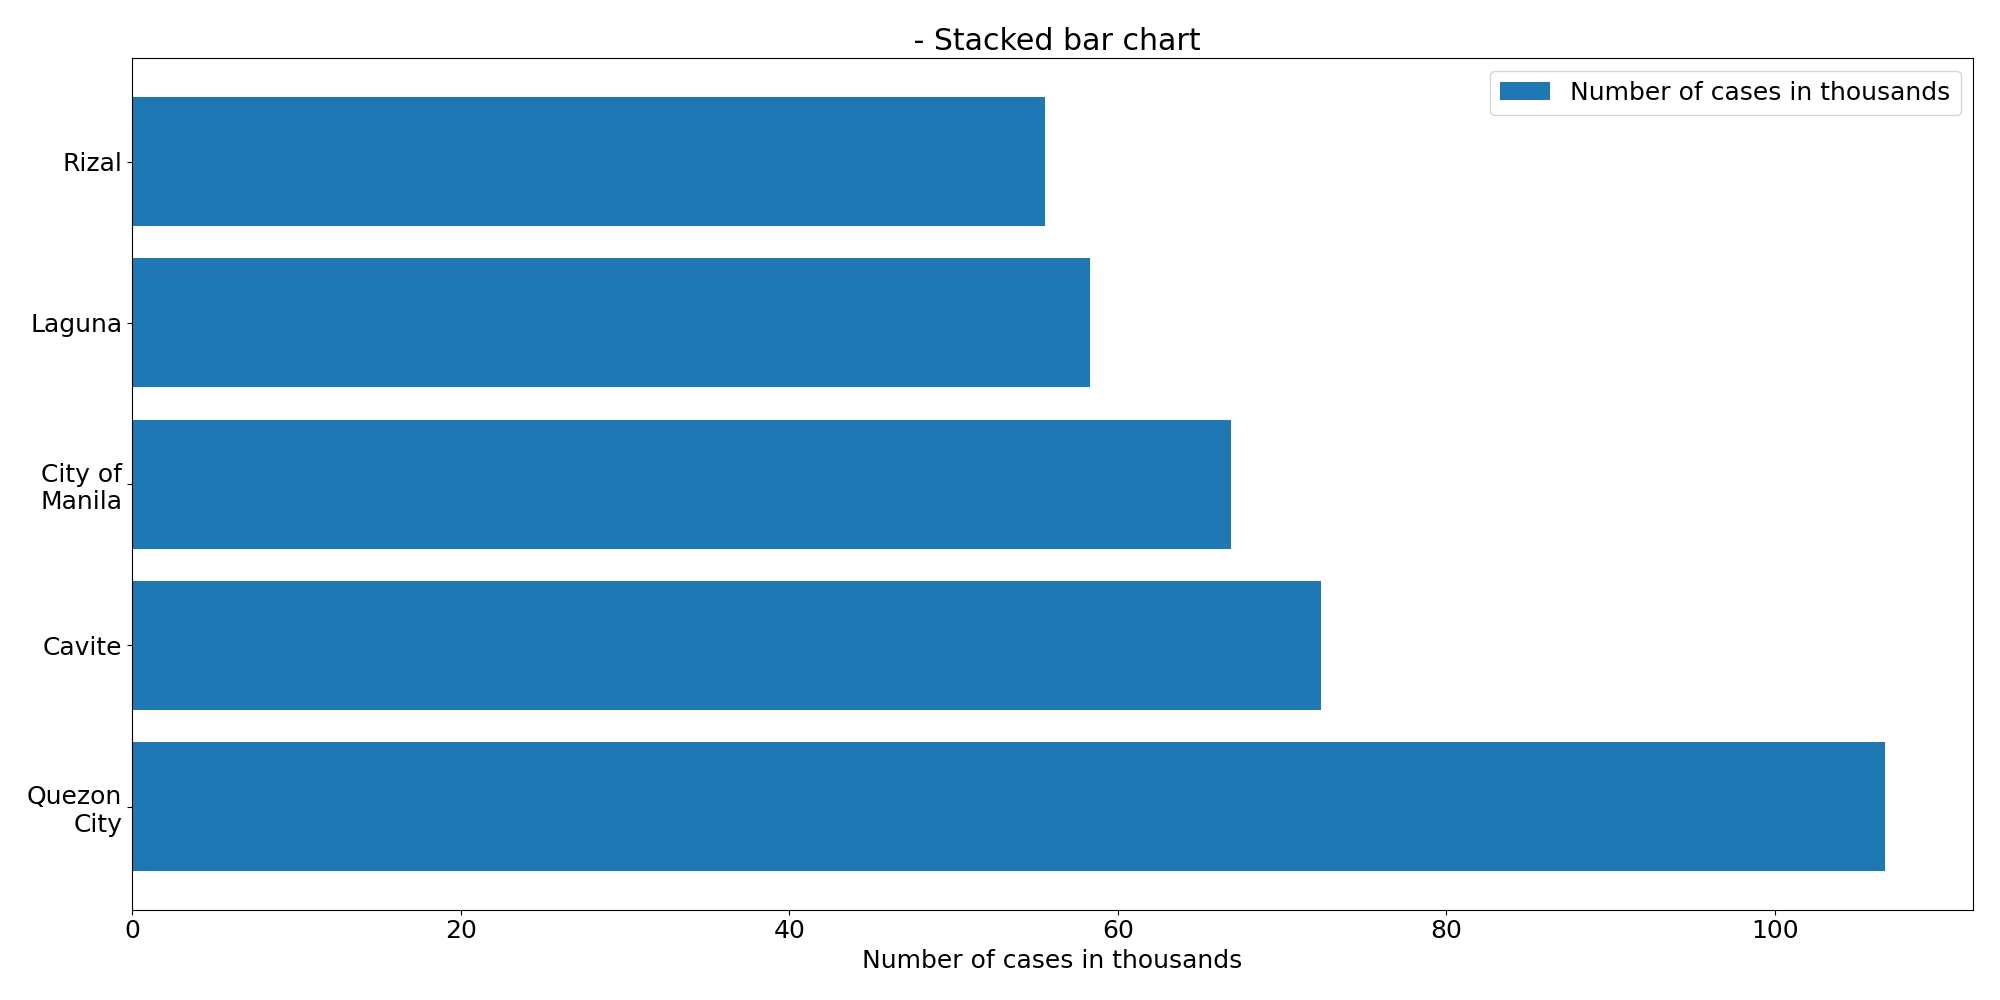 - Stacked bar chart
Number of cases in thousands
Rizal
Laguna
City of
Manila
Cavite
Quezon
City
0 20 40 60 80 100
Number of cases in thousands